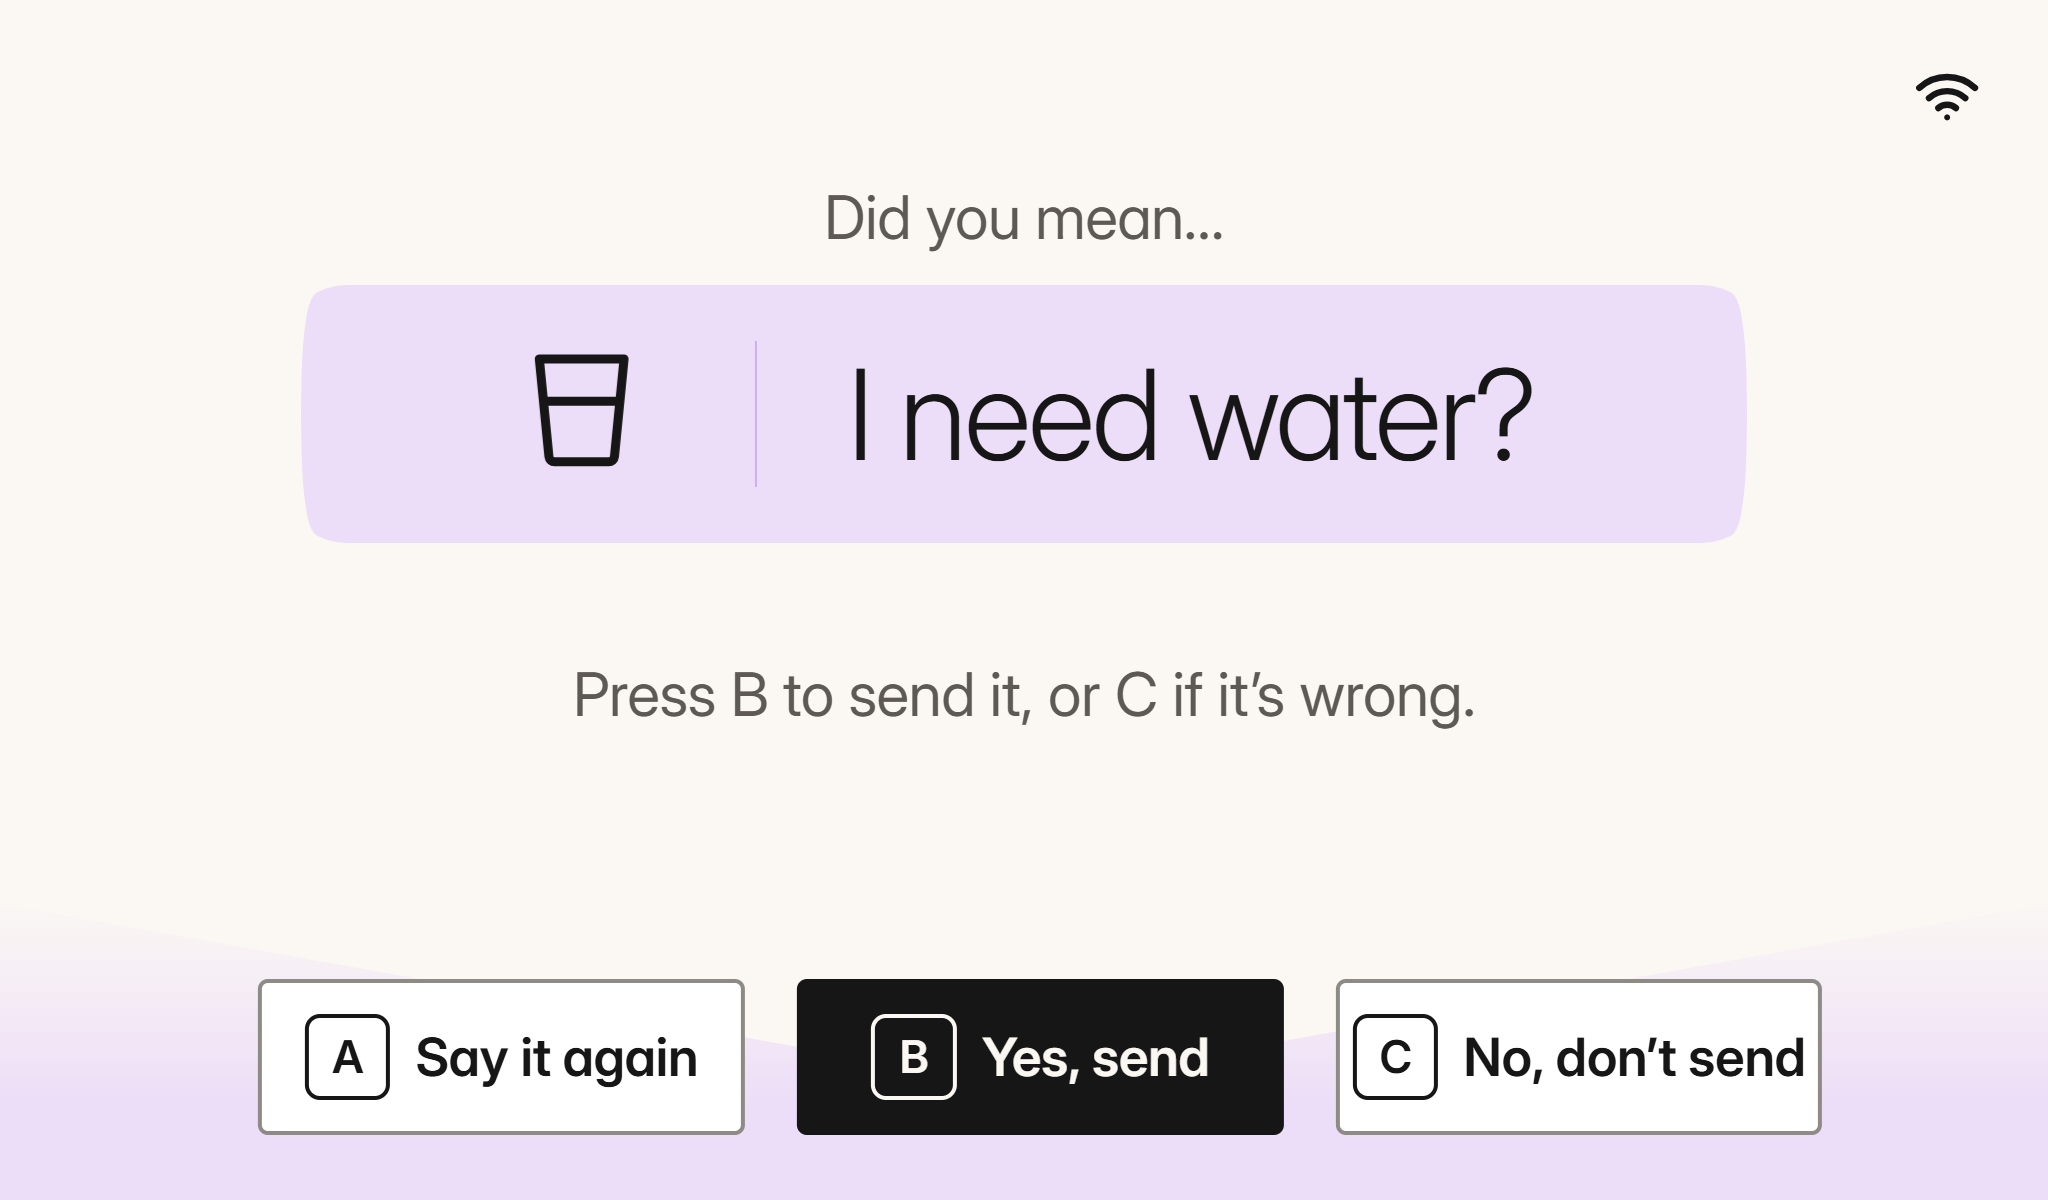 Did you mean...
I need water?
Press B to send it, or C if it’s wrong.
A Say it again
B Yes, send
C No, don’t send